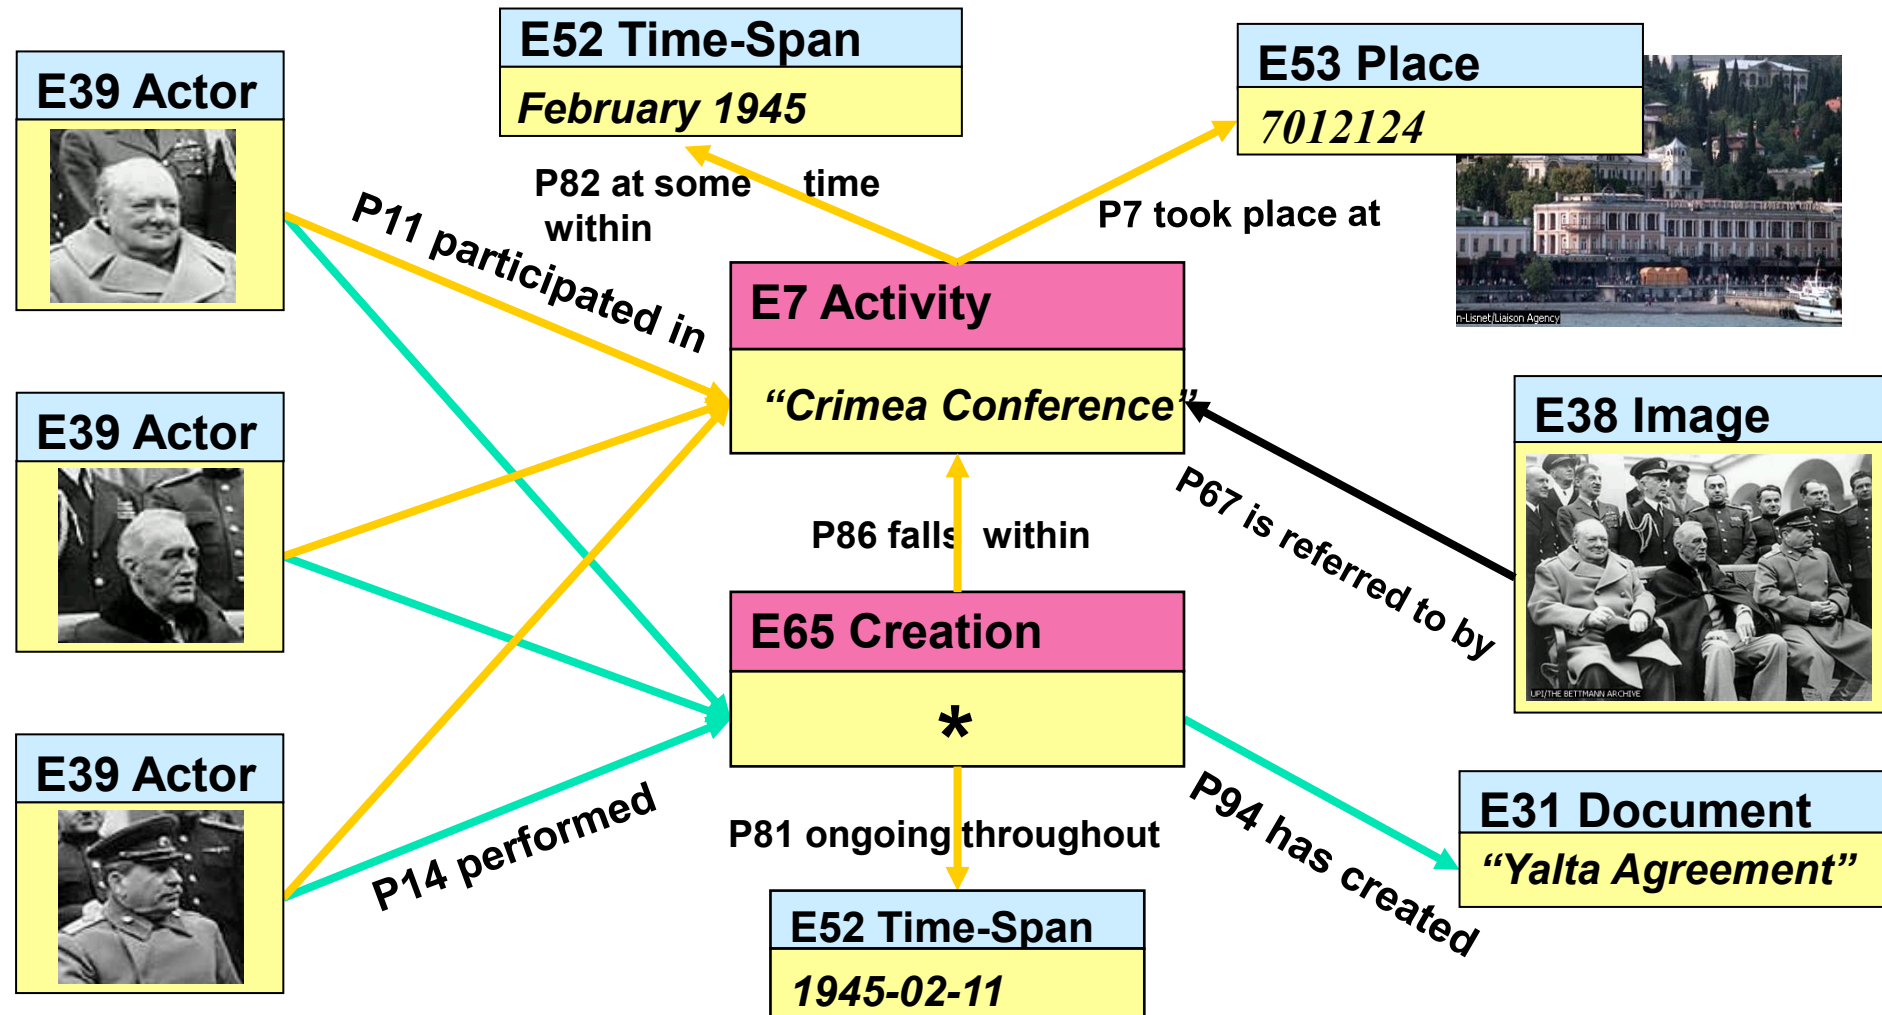 E52 Time-Span
February 1945
E53 Place
7012124
E39 Actor
P82 at some time
within
P7 took place at
n-Lisnet/Liaison Agency
P11 participated in
E7 Activity
“Crimea Conference”
E39 Actor
E38 Image
UPI/THE BETTMANN ARCHIVE
P67 is referred to by
P86 falls within
E65 Creation
*
E39 Actor
P14 performed
P81 ongoing throughout
P94 has created
E31 Document
“Yalta Agreement”
E52 Time-Span
1945-02-11